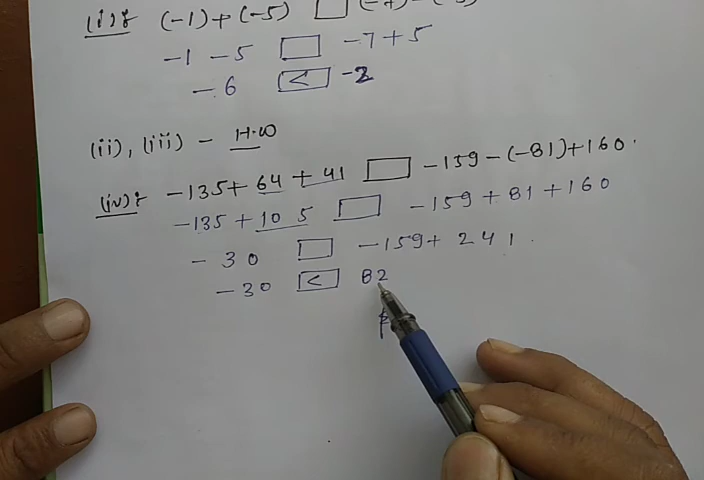 (i) (-1)+(-5) □
-1 -5 □ -7+5
-6 < -2
(ii), (iii) - H.W
(iv): -135+64+41 □ -159-(-81)+160.
-135+105 □ -159+81+160
-30 □ -159+241.
-30 < 82